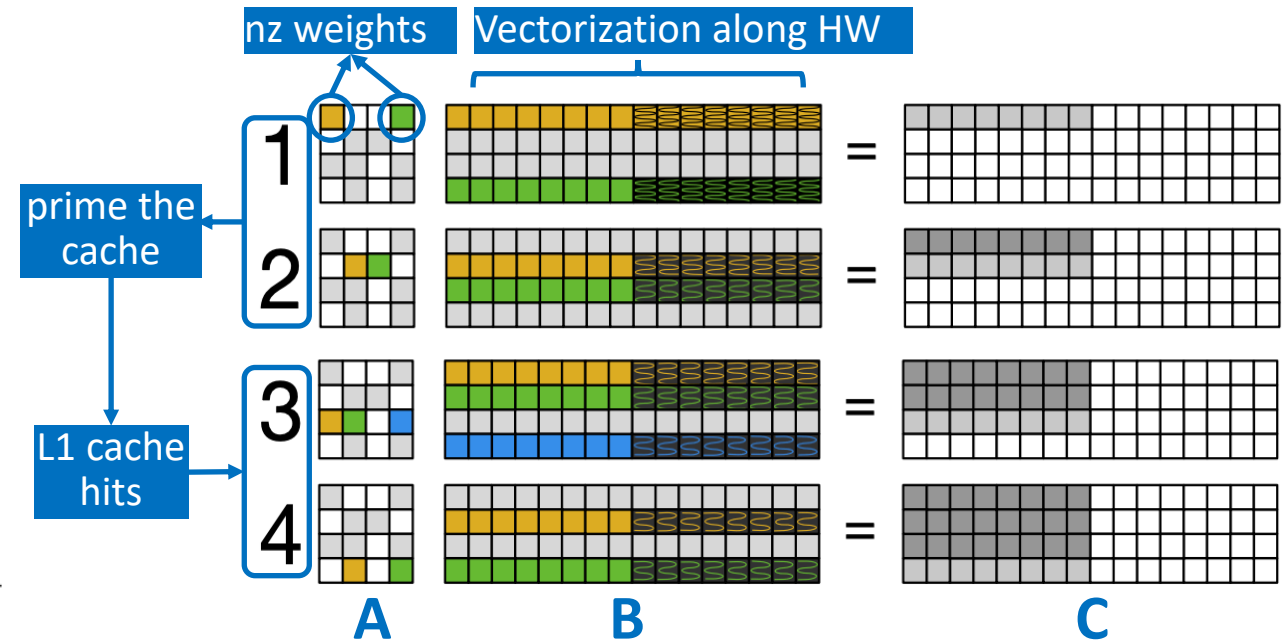 nz weights
Vectorization along HW
1
=
prime the
cache
2
=
3
=
L1 cache
hits
4
=
A
B
C